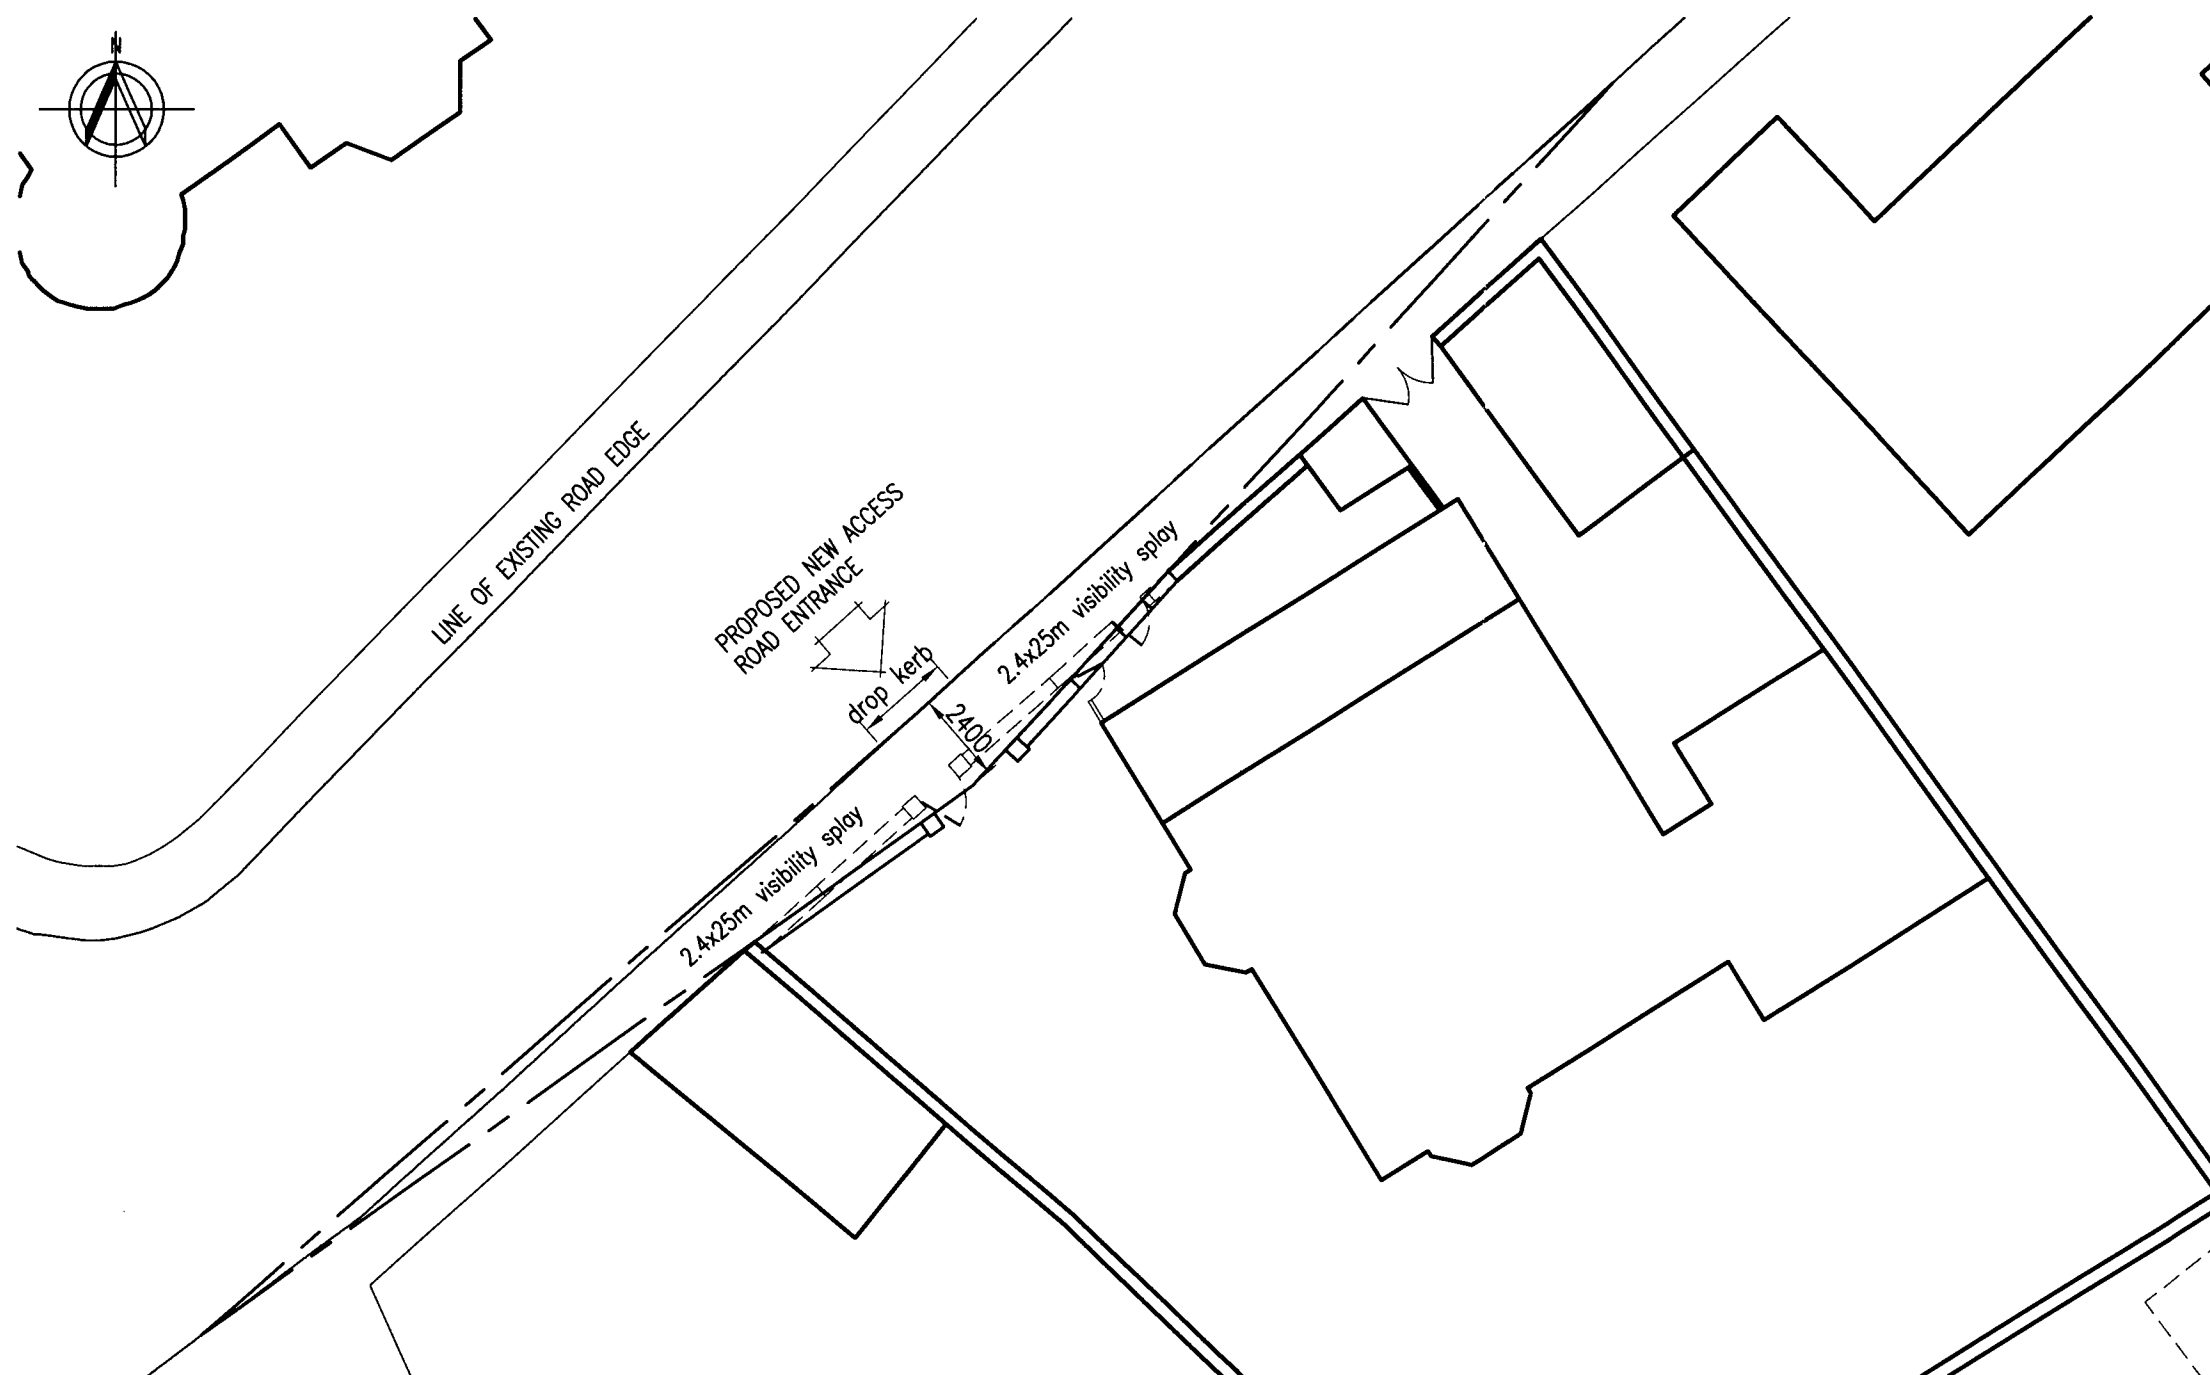 N
LINE OF EXISTING ROAD EDGE
PROPOSED NEW ACCESS
ROAD ENTRANCE
drop kerb
2.4x25m visibility splay
2400
2.4x25m visibility splay